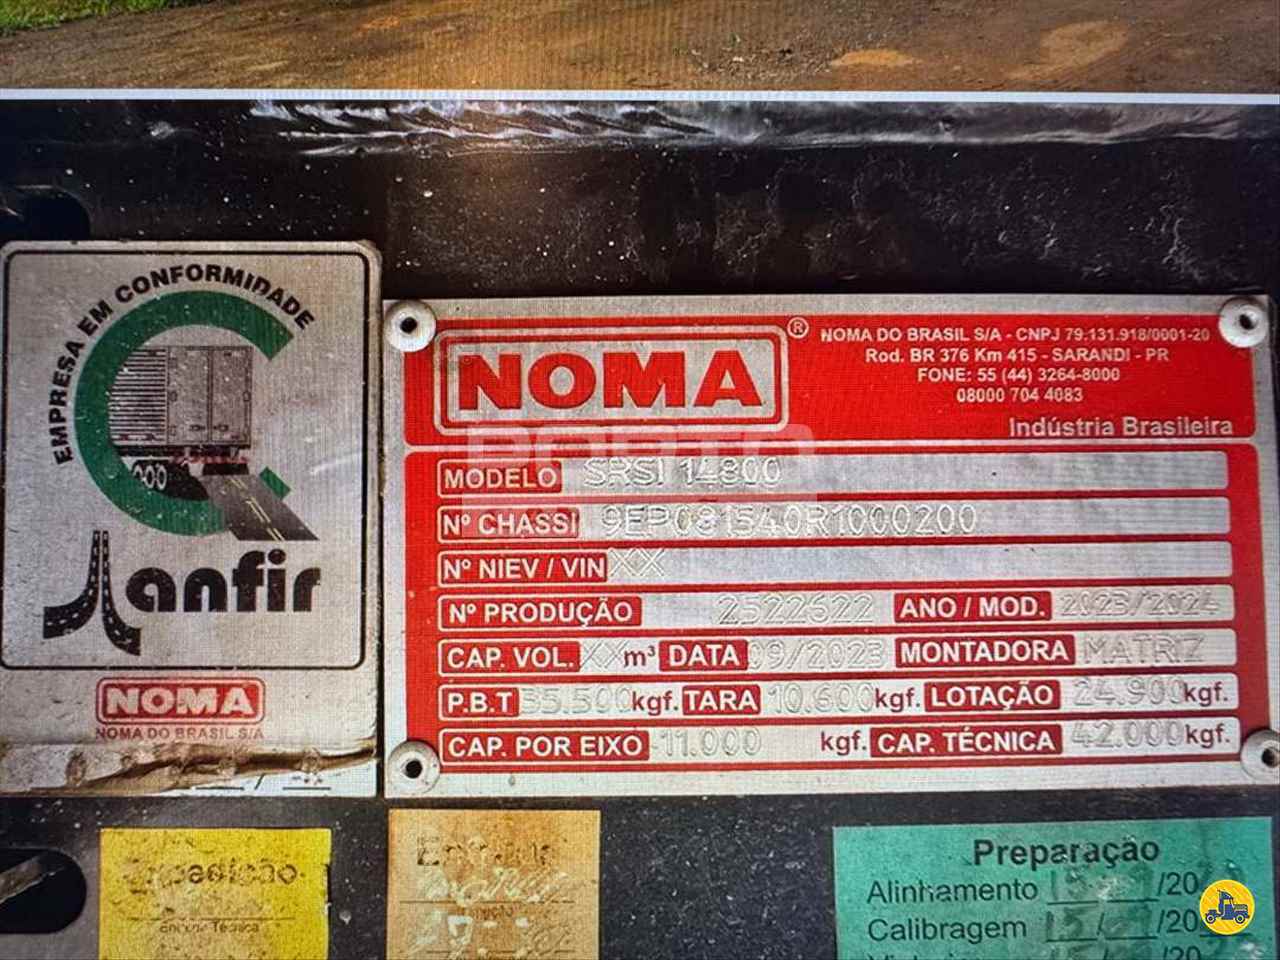 EMPRESA EM CONFORMIDADE
anfir
NOMA
NOMA DO BRASIL S/A
NOMA ®
NOMA DO BRASIL S/A - CNPJ 79.131.918/0001-20
Rod. BR 376 Km 415 - SARANDI - PR
FONE: 55 (44) 3264-8000
08000 704 4083
Indústria Brasileira
MODELO SRSI 14800
Nº CHASSI 9EP081540R1000200
Nº NIEV / VIN XX
Nº PRODUÇÃO 2522622 ANO / MOD. 2023/2024
CAP. VOL. XX m³ DATA 09/2023 MONTADORA MATRIZ
P.B.T 35.500 kgf. TARA 10.600 kgf. LOTAÇÃO 24.900 kgf.
CAP. POR EIXO 11.000 kgf. CAP. TÉCNICA 42.000 kgf.
Expedição
Preparação
Alinhamento /20
Calibragem /20